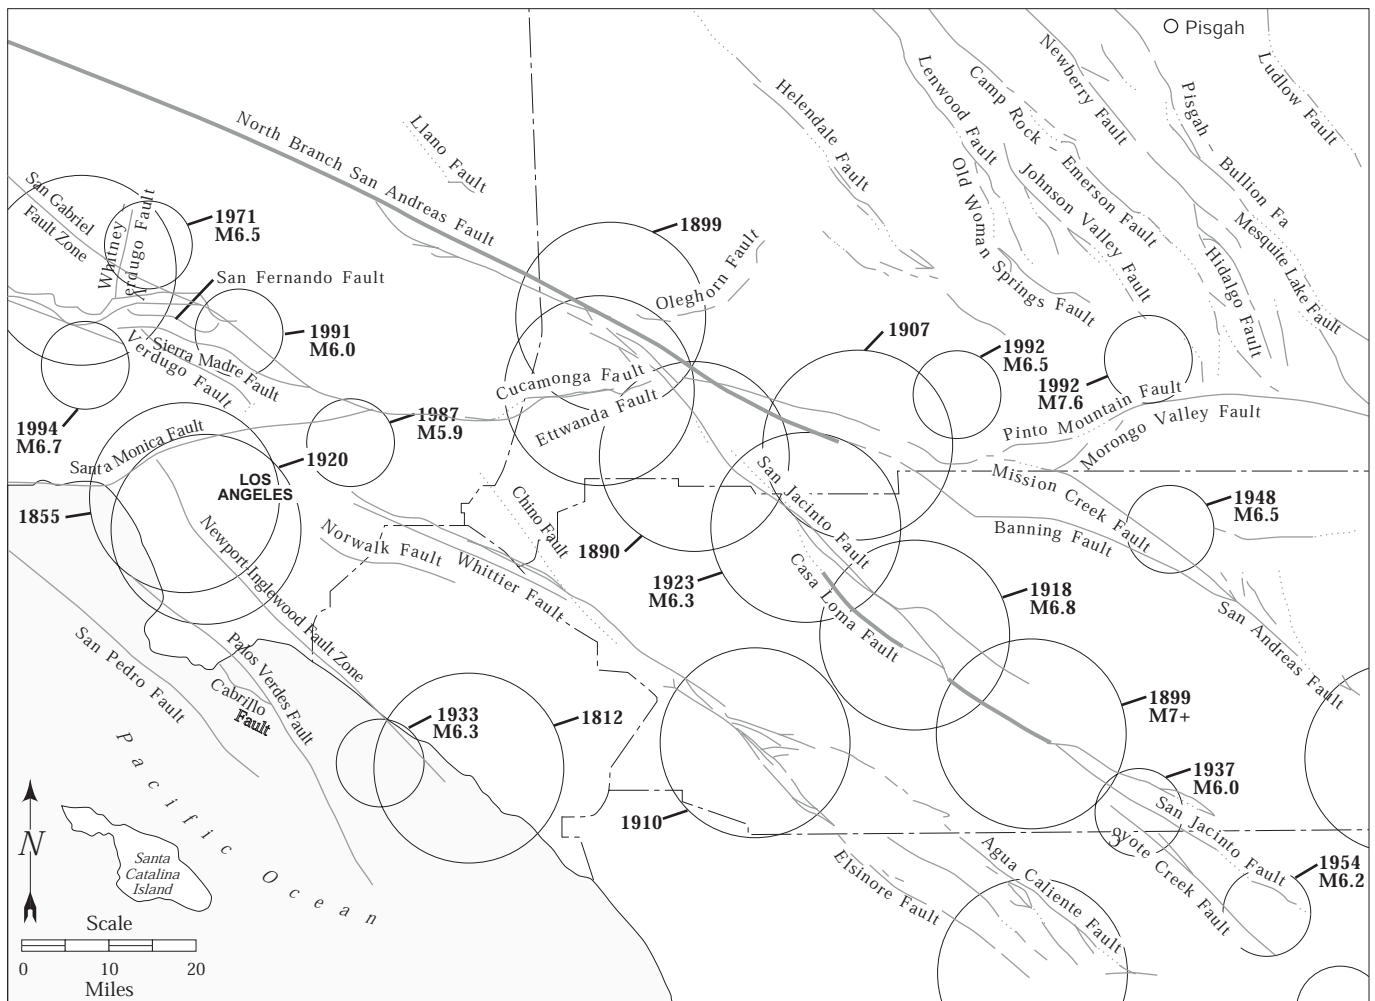 Pisgah
Ludlow Fault
Newberry Fault
Camp Rock - Emerson Fault
Lenwood Fault
Helendale Fault
Pisgah - Bullion Fa
Mesquite Lake Fault
Hidalgo Fault
Johnson Valley Fault
Old Woman Springs Fault
Llano Fault
North Branch San Andreas Fault
San Gabriel
Fault Zone
Whitney
erdugo Fault
1971
M6.5
San Fernando Fault
1899
Oleghorn Fault
1991
M6.0
Sierra Madre Fault
Verdugo Fault
1907
1992
M6.5
1992
M7.6
Cucamonga Fault
Ettwanda Fault
Pinto Mountain Fault
Morongo Valley Fault
1994
M6.7
1987
M5.9
Santa Monica Fault
1920
LOS
ANGELES
1855
Newport-Inglewood Fault Zone
Norwalk Fault
Whittier Fault
Chino Fault
1890
San Jacinto Fault
Mission Creek Fault
Banning Fault
1948
M6.5
1923
M6.3
Casa Loma Fault
1918
M6.8
San Andreas Fault
San Pedro Fault
Palos Verdes Fault
Cabrillo
Fault
1933
M6.3
1812
1899
M7+
1937
M6.0
1910
San Jacinto Fault
oyote Creek Fault
Elsinore Fault
Agua Caliente Fault
1954
M6.2
Pacific Ocean
N
Santa
Catalina
Island
Scale
0 10 20
Miles